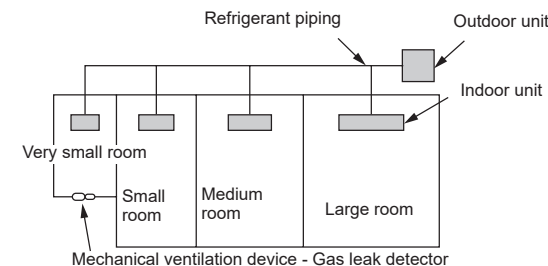 Refrigerant piping
Outdoor unit
Indoor unit
Very small room
Small
room
Medium
room
Large room
Mechanical ventilation device - Gas leak detector